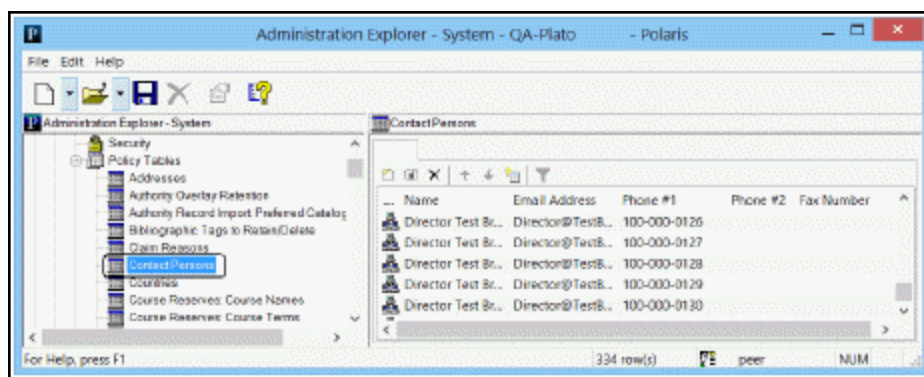 Administration Explorer - System - QA-Plato - Polaris
File Edit Help
Administration Explorer - System
Security
Policy Tables
Addresses
Authority Overlay Retention
Authority Record Import: Preferred Catalog
Bibliographic Tags to Retain/Delete
Claim Reasons
Contact Persons
Countries
Course Reserves: Course Names
Course Reserves: Course Terms
ContactPersons
... Name Email Address Phone #1 Phone #2 Fax Number
Director Test Br... Director@TestB... 100-000-0126
Director Test Br... Director@TestB... 100-000-0127
Director Test Br... Director@TestB... 100-000-0128
Director Test Br... Director@TestB... 100-000-0129
Director Test Br... Director@TestB... 100-000-0130
For Help, press F1
334 row(s) peer NUM